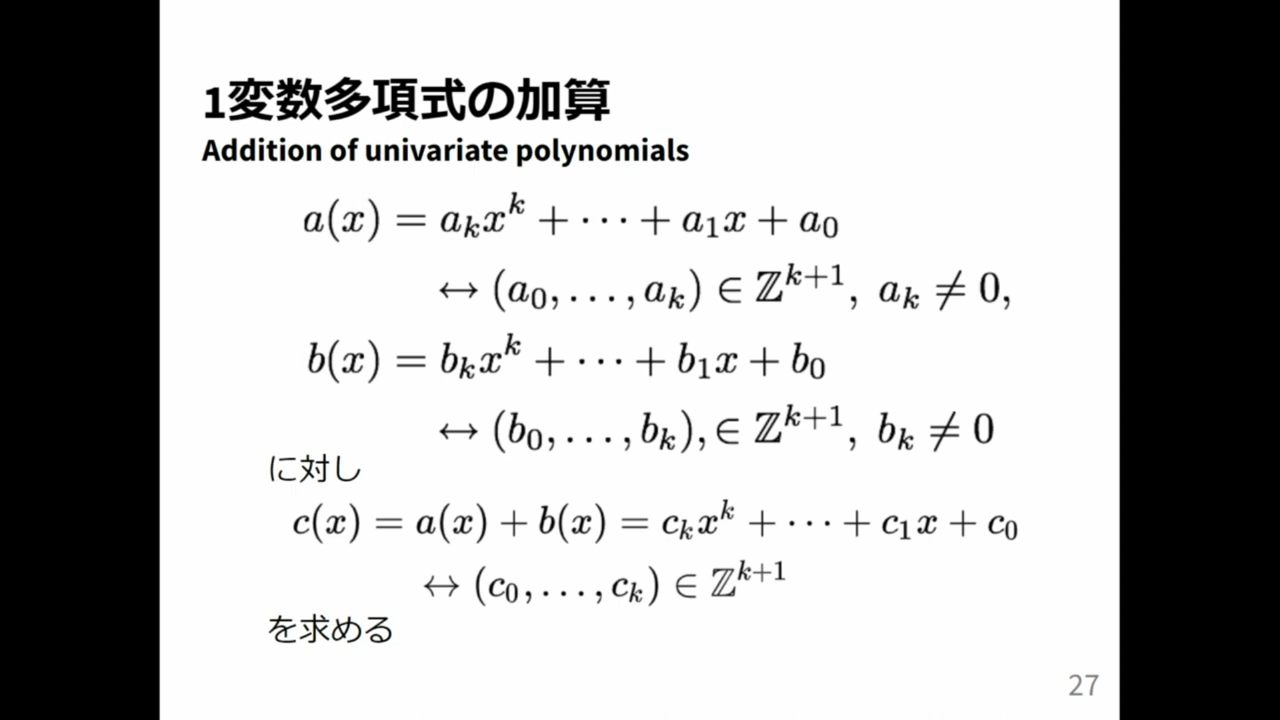 1変数多項式の加算
Addition of univariate polynomials
a(x) = a_k x^k + ⋯ + a_1 x + a_0
↔ (a_0, …, a_k) ∈ ℤ^{k+1}, a_k ≠ 0,
b(x) = b_k x^k + ⋯ + b_1 x + b_0
↔ (b_0, …, b_k), ∈ ℤ^{k+1}, b_k ≠ 0
に対し
c(x) = a(x) + b(x) = c_k x^k + ⋯ + c_1 x + c_0
↔ (c_0, …, c_k) ∈ ℤ^{k+1}
を求める
27